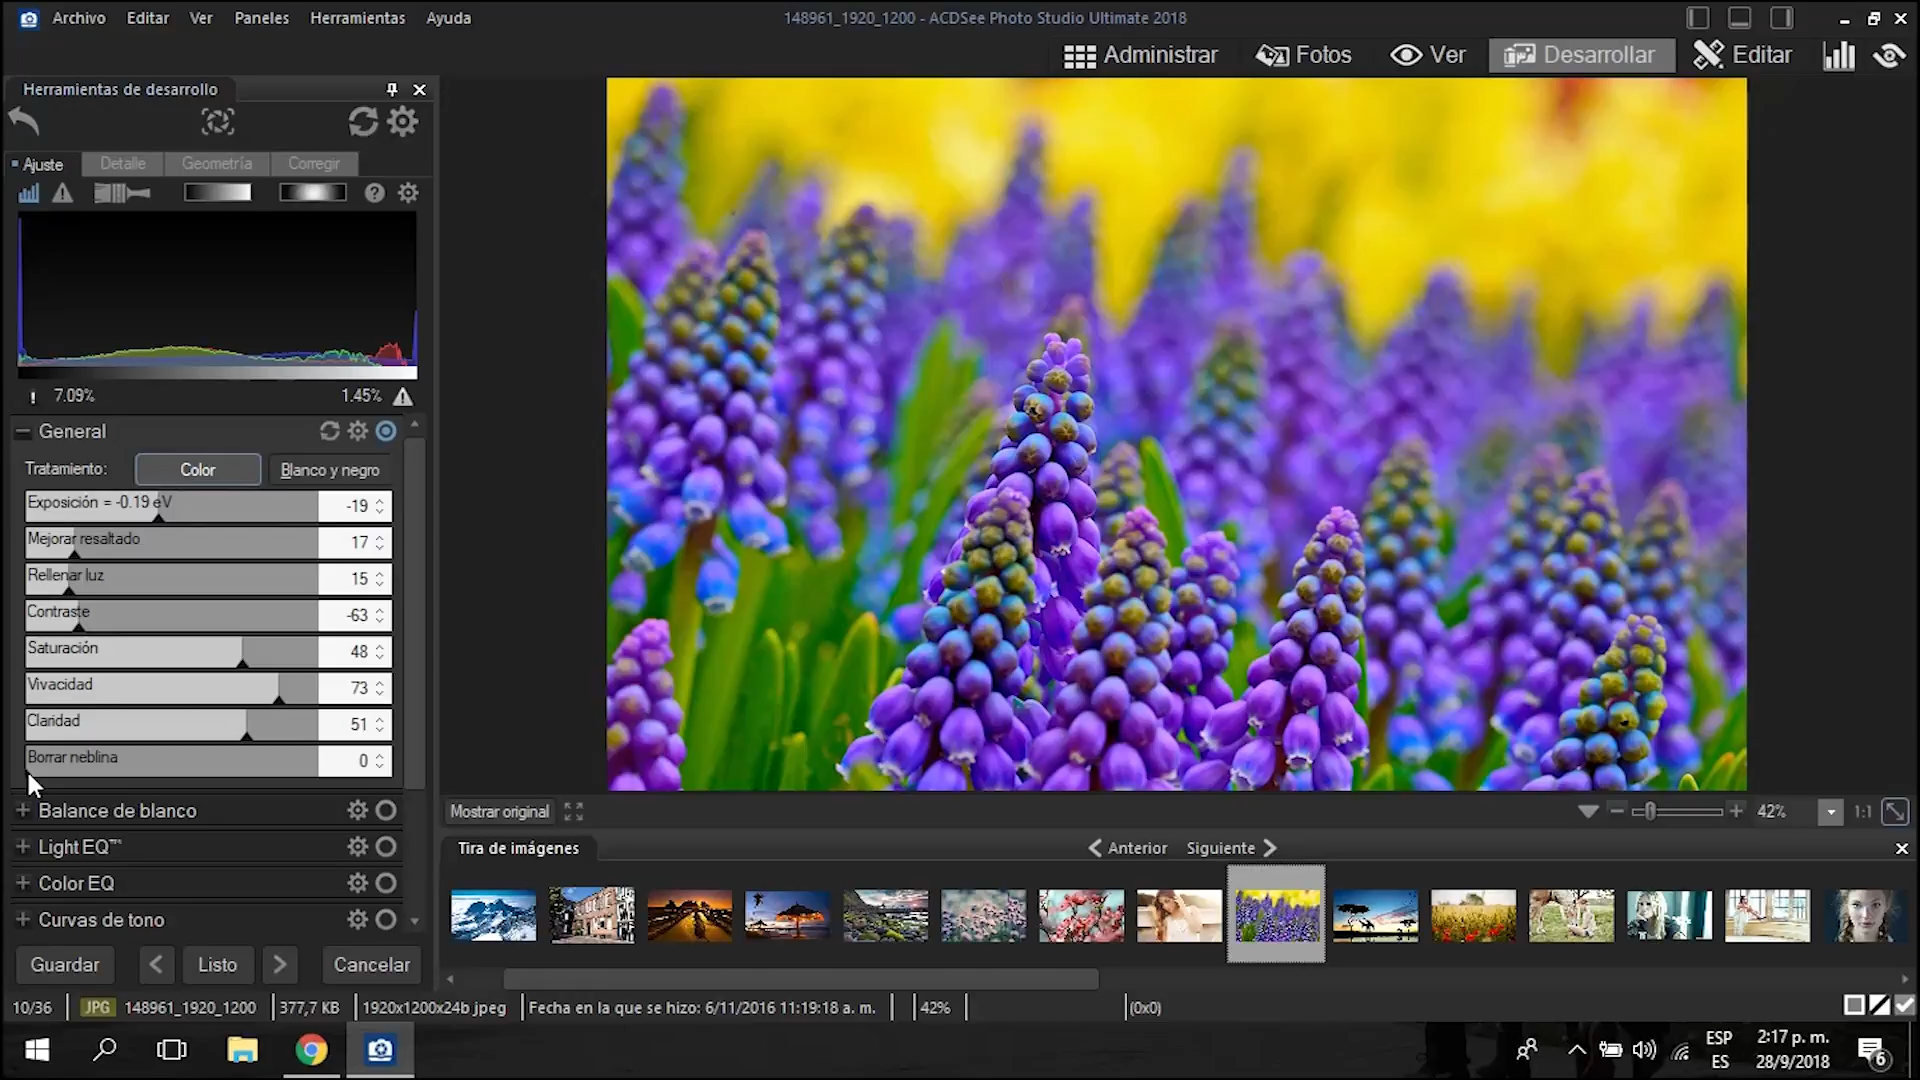 Archivo Editar Ver Paneles Herramientas Ayuda
148961_1920_1200 - ACDSee Photo Studio Ultimate 2018
Administrar Fotos Ver Desarrollar Editar
Herramientas de desarrollo
Ajuste Detalle Geometría Corregir
7.09% 1.45%
General
Tratamiento: Color Blanco y negro
Exposición = -0.19 eV -19
Mejorar resaltado 17
Rellenar luz 15
Contraste -63
Saturación 48
Vivacidad 73
Claridad 51
Borrar neblina 0
Balance de blanco
Light EQ™
Color EQ
Curvas de tono
Guardar Listo Cancelar
Mostrar original 42% 1:1
Tira de imágenes Anterior Siguiente
10/36 JPG 148961_1920_1200 377,7 KB 1920x1200x24b jpeg Fecha en la que se hizo: 6/11/2016 11:19:18 a. m. 42% (0x0)
ESP 2:17 p. m.
ES 28/9/2018 6